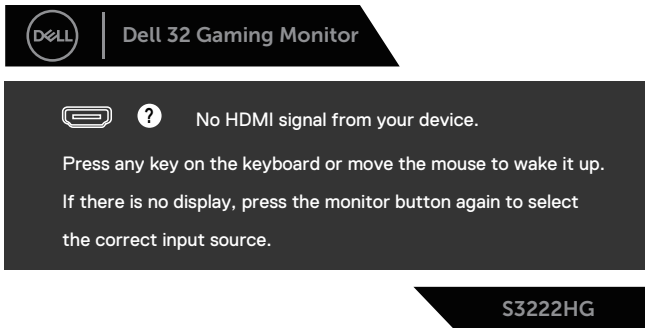 DELL
Dell 32 Gaming Monitor
? No HDMI signal from your device.
Press any key on the keyboard or move the mouse to wake it up.
If there is no display, press the monitor button again to select
the correct input source.
S3222HG